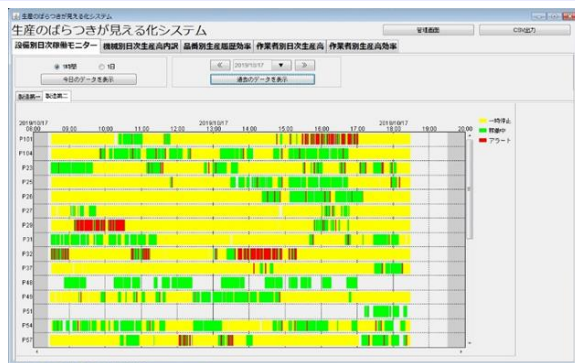 生産のばらつきが見える化システム
生産のばらつきが見える化システム
管理画面
CSV出力
設備別日次稼働モニター 機械別日次生産高内訳 品番別生産履歴効率 作業者別日次生産高 作業者別生産高効率
1時間 1日
≪ 2019/10/17 ▼ ≫
今日のデータを表示 過去のデータを表示
製造第一 製造第二
2019/10/17 2019/10/17 2019/10/17
08:00 09:00 10:00 11:00 12:00 13:00 14:00 15:00 16:00 17:00 18:00 19:00 20:00
一時停止
稼働中
アラート
P101
P104
P23
P25
P26
P27
P29
P31
P32
P37
P48
P49
P51
P54
P57